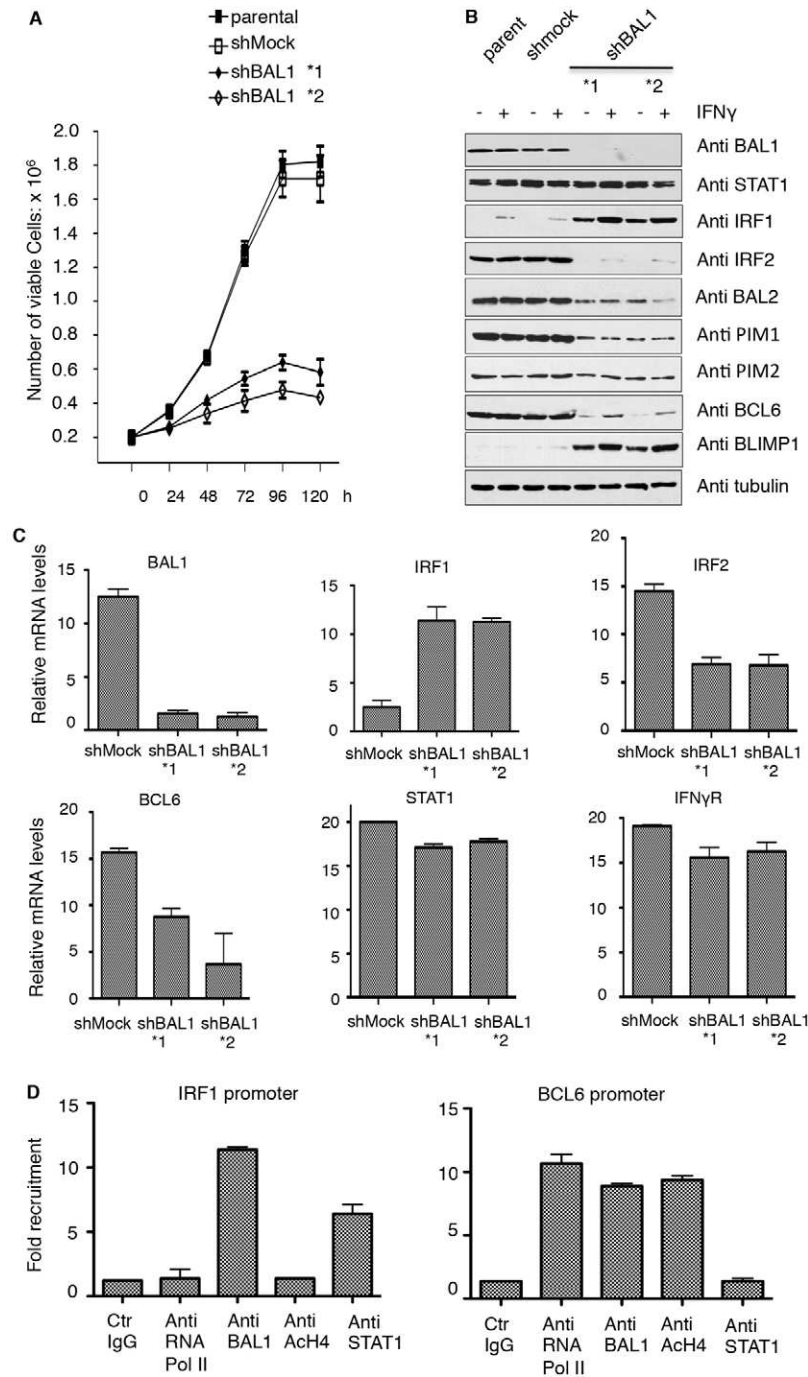 A
parental
shMock
shBAL1 *1
shBAL1 *2
Number of viable Cells: x 10⁶
2.0
1.8
1.6
1.4
1.2
1.0
0.8
0.6
0.4
0.2
0 24 48 72 96 120 h
B
parent shmock shBAL1
*1 *2
- + - + - + - + IFNγ
Anti BAL1
Anti STAT1
Anti IRF1
Anti IRF2
Anti BAL2
Anti PIM1
Anti PIM2
Anti BCL6
Anti BLIMP1
Anti tubulin
C
BAL1
Relative mRNA levels
15
10
5
0
shMock shBAL1 shBAL1
*1 *2
IRF1
15
10
5
0
shMock shBAL1 shBAL1
*1 *2
IRF2
20
15
10
5
0
shMock shBAL1 shBAL1
*1 *2
BCL6
Relative mRNA levels
20
15
10
5
0
shMock shBAL1 shBAL1
*1 *2
STAT1
20
15
10
5
0
shMock shBAL1 shBAL1
*1 *2
IFNγR
20
15
10
5
0
shMock shBAL1 shBAL1
*1 *2
D
IRF1 promoter
Fold recruitment
15
10
5
0
Ctr Anti Anti Anti Anti
IgG RNA BAL1 AcH4 STAT1
Pol II
BCL6 promoter
15
10
5
0
Ctr Anti Anti Anti Anti
IgG RNA BAL1 AcH4 STAT1
Pol II